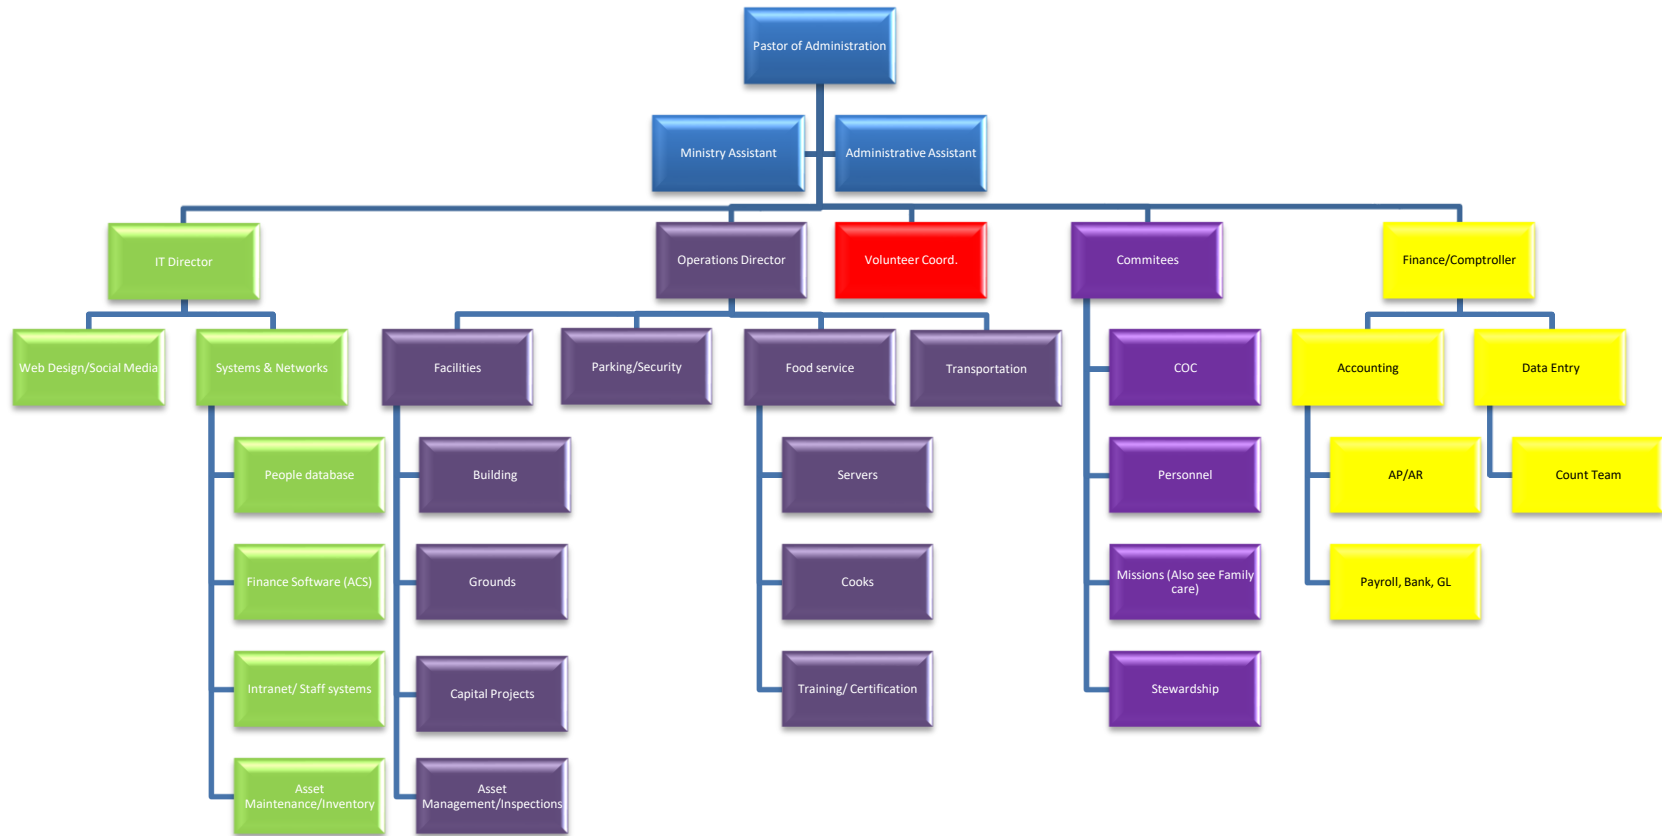 Pastor of Administration
Ministry Assistant
Administrative Assistant
IT Director
Operations Director
Volunteer Coord.
Commitees
Finance/Comptroller
Web Design/Social Media
Systems & Networks
Facilities
Parking/Security
Food service
Transportation
COC
Accounting
Data Entry
People database
Building
Servers
Personnel
AP/AR
Count Team
Finance Software (ACS)
Grounds
Cooks
Missions (Also see Family
care)
Payroll, Bank, GL
Intranet/ Staff systems
Capital Projects
Training/ Certification
Stewardship
Asset
Maintenance/Inventory
Asset
Management/Inspections